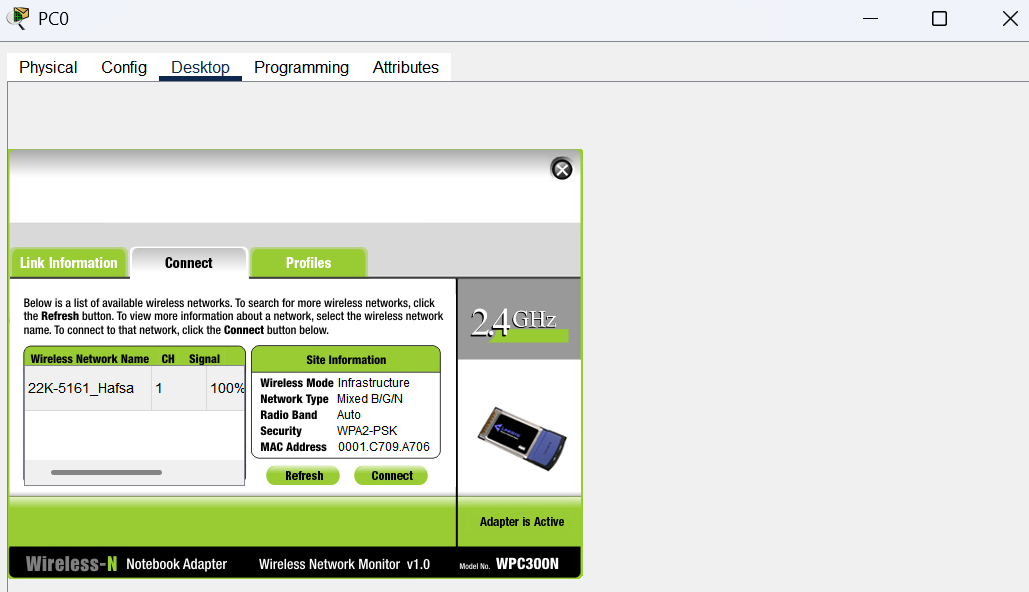 PC0
Physical Config Desktop Programming Attributes
Link Information Connect Profiles
Below is a list of available wireless networks. To search for more wireless networks, click
the Refresh button. To view more information about a network, select the wireless network
name. To connect to that network, click the Connect button below.
2.4GHz
Wireless Network Name CH Signal
22K-5161_Hafsa 1 100%
Site Information
Wireless Mode Infrastructure
Network Type Mixed B/G/N
Radio Band Auto
Security WPA2-PSK
MAC Address 0001.C709.A706
Refresh Connect
Adapter is Active
Wireless-N Notebook Adapter Wireless Network Monitor v1.0 Model No. WPC300N